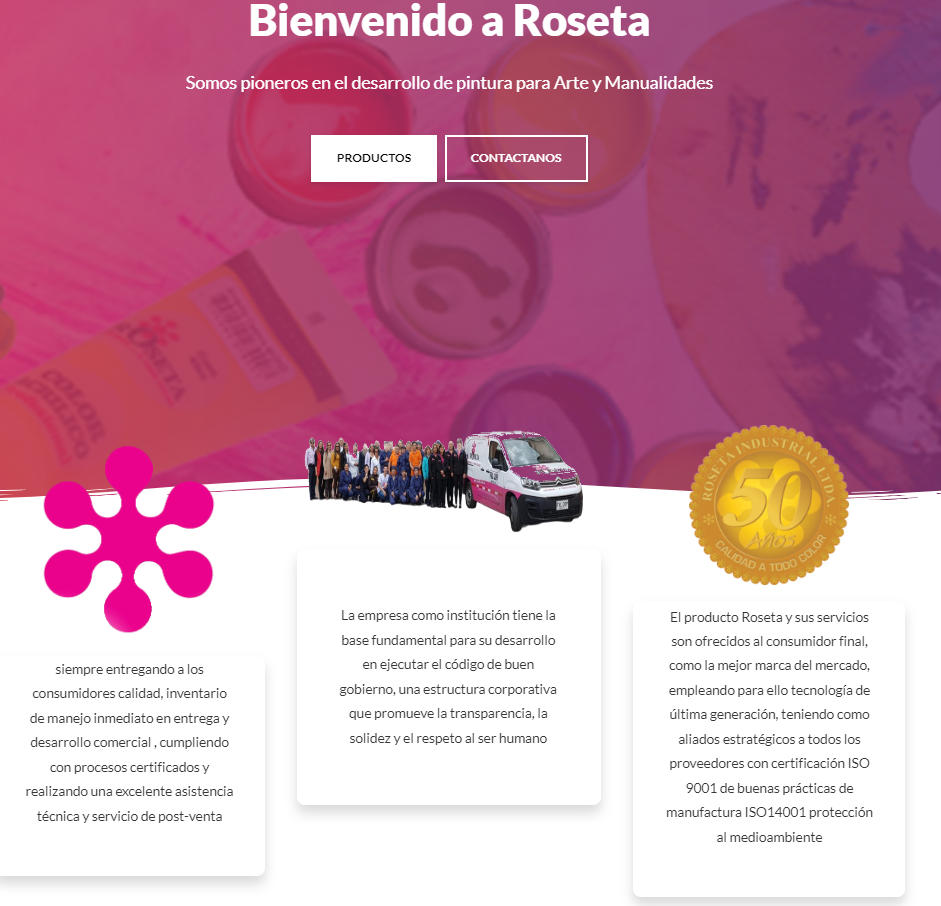 Bienvenido a Roseta
Somos pioneros en el desarrollo de pintura para Arte y Manualidades
PRODUCTOS
CONTACTANOS
ROSETA
COLOR
ACRILICO
ROSETA INDUSTRIAL LTDA
50
Años
CALIDAD A TODO COLOR
siempre entregando a los
consumidores calidad, inventario
de manejo inmediato en entrega y
desarrollo comercial , cumpliendo
con procesos certificados y
realizando una excelente asistencia
técnica y servicio de post-venta
La empresa como institución tiene la
base fundamental para su desarrollo
en ejecutar el código de buen
gobierno, una estructura corporativa
que promueve la transparencia, la
solidez y el respeto al ser humano
El producto Roseta y sus servicios
son ofrecidos al consumidor final,
como la mejor marca del mercado,
empleando para ello tecnología de
última generación, teniendo como
aliados estratégicos a todos los
proveedores con certificación ISO
9001 de buenas prácticas de
manufactura ISO14001 protección
al medioambiente